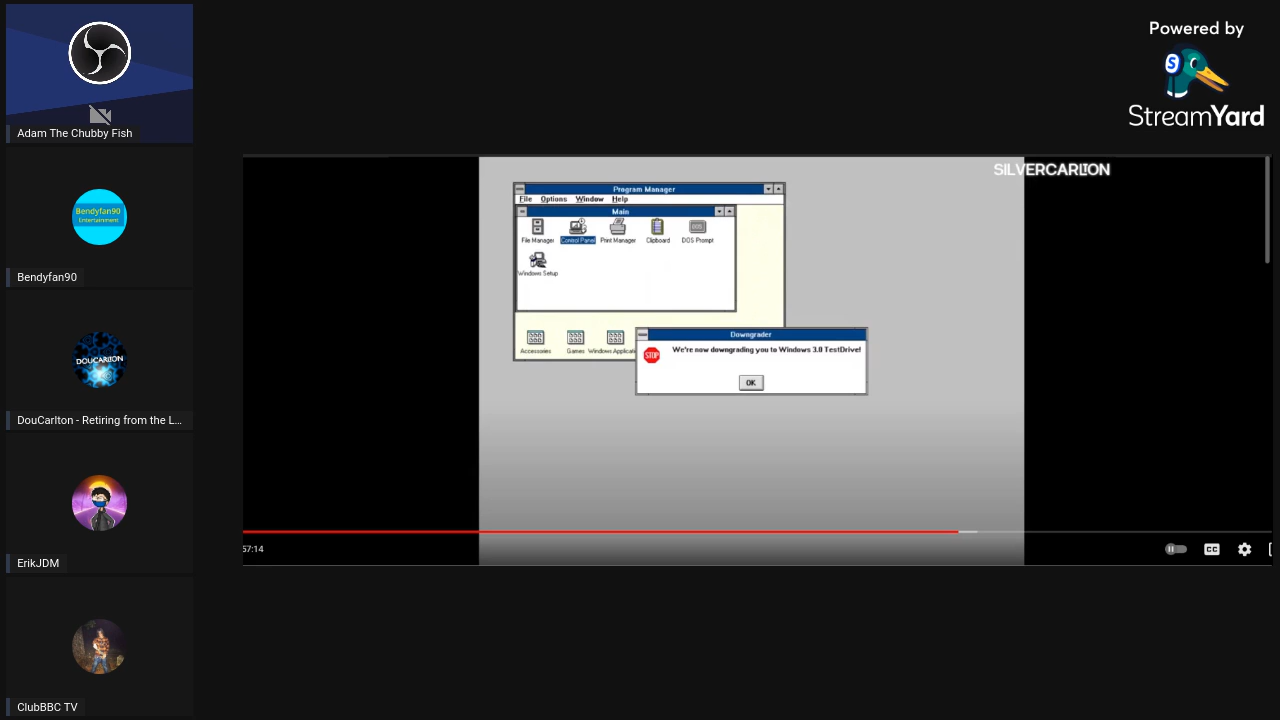 Powered by
StreamYard
Adam The Chubby Fish
Bendyfan90
Entertainment
Bendyfan90
DOUCARLTON
DouCarlton - Retiring from the L...
ErikJDM
ClubBBC TV
SILVERCARLTON
Program Manager
File Options Window Help
Main
File Manager Control Panel Print Manager Clipboard DOS Prompt
Windows Setup
Accessories Games Windows Applicati
Downgrader
STOP
We're now downgrading you to Windows 3.0 TestDrive!
OK
57:14
CC